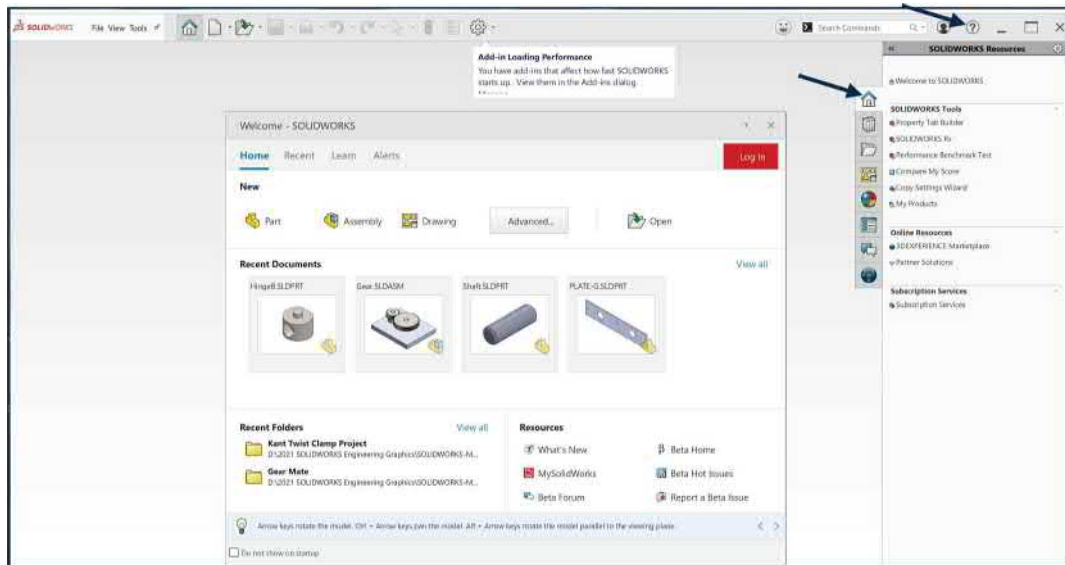 SOLIDWORKS File View Tools
Search Commands
SOLIDWORKS Resources
Add-in Loading Performance
You have add-ins that affect how fast SOLIDWORKS
starts up. View them in the Add-ins dialog.
Welcome to SOLIDWORKS
SOLIDWORKS Tools
Property Tab Builder
SOLIDWORKS Rx
Performance Benchmark Test
Compare My Score
Copy Settings Wizard
My Products
Online Resources
3DEXPERIENCE Marketplace
Partner Solutions
Subscription Services
Subscription Services
Welcome - SOLIDWORKS
Home Recent Learn Alerts
Log In
New
Part Assembly Drawing Advanced... Open
Recent Documents View all
HingeB.SLDPRT Gear.SLDASM Shaft.SLDPRT PLATE-G.SLDPRT
Recent Folders View all
Kant Twist Clamp Project
D:\2021 SOLIDWORKS Engineering Graphics\SOLIDWORKS-M...
Gear Mate
D:\2021 SOLIDWORKS Engineering Graphics\SOLIDWORKS-M...
Resources
What's New Beta Home
MySolidWorks Beta Hot Issues
Beta Forum Report a Beta Issue
Arrow keys rotate the model. Ctrl + Arrow keys pan the model. Alt + Arrow keys rotate the model parallel to the viewing plane.
Do not show on startup